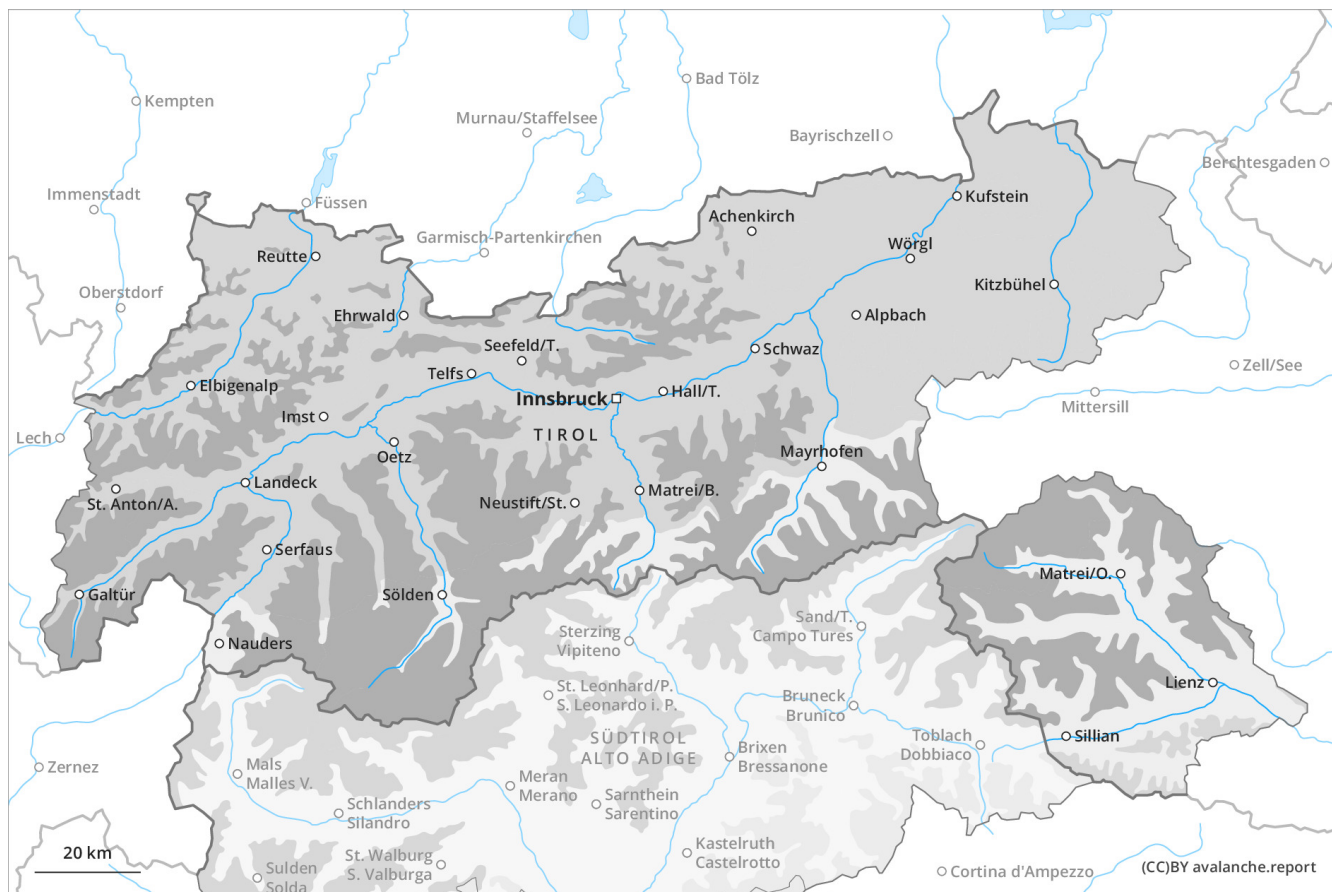 Bad Tölz
Kempten
Murnau/Staffelsee
Bayrischzell
Berchtesgaden
Immenstadt
Füssen
Kufstein
Achenkirch
Garmisch-Partenkirchen
Wörgl
Reutte
Kitzbühel
Oberstdorf
Ehrwald
Alpbach
Seefeld/T.
Schwaz
Zell/See
Telfs
Elbigenalp
Innsbruck
Hall/T.
Mittersill
Imst
Lech
TIROL
Oetz
Mayrhofen
Landeck
Matrei/B.
St. Anton/A.
Neustift/St.
Serfaus
Matrei/O.
Galtür
Sölden
Sand/T.
Campo Tures
Sterzing
Vipiteno
Nauders
Lienz
St. Leonhard/P.
S. Leonardo i. P.
Bruneck
Brunico
Sillian
SÜDTIROL
ALTO ADIGE
Toblach
Dobbiaco
Brixen
Bressanone
Zernez
Mals
Malles V.
Meran
Merano
Sarnthein
Sarentino
Schlanders
Silandro
Kastelruth
Castelrotto
20 km
St. Walburg
S. Valburga
Sulden
Solda
Cortina d'Ampezzo
(CC)BY avalanche.report